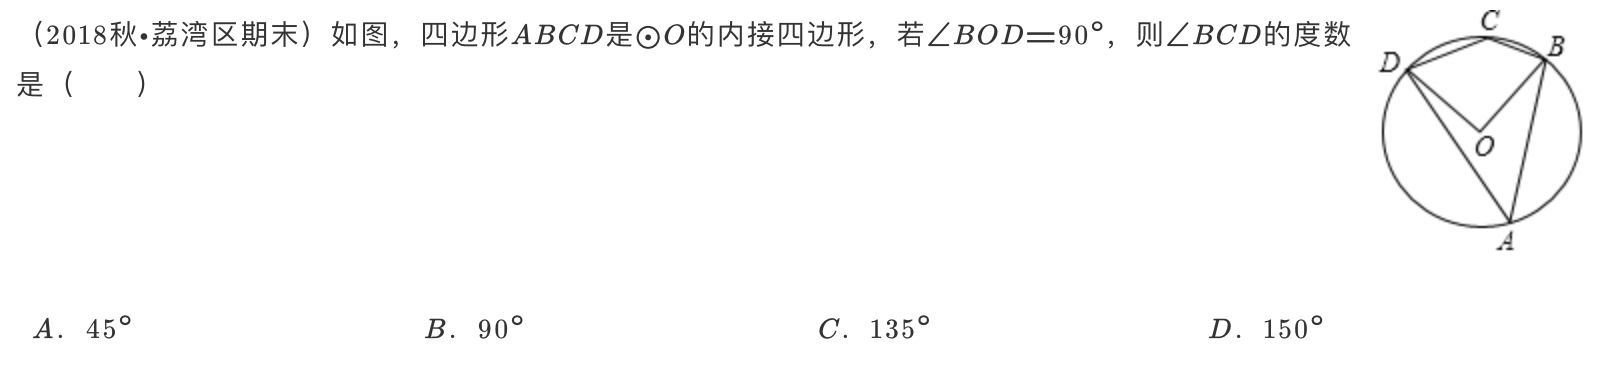 （2018秋•荔湾区期末）如图，四边形ABCD是⊙O的内接四边形，若∠BOD＝90°，则∠BCD的度数
是（　　）
C
B
D
O
A
A．45°
B．90°
C．135°
D．150°